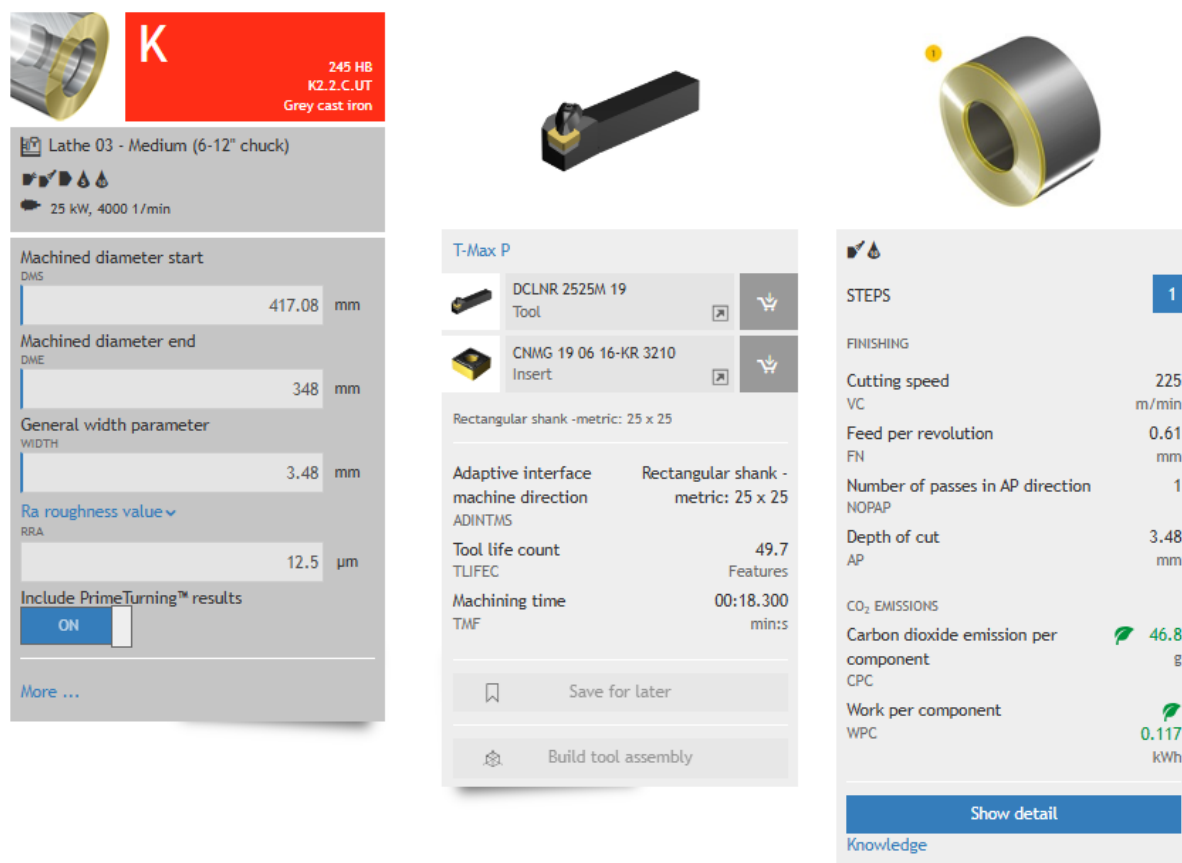 K
245 HB
K2.2.C.UT
Grey cast iron
Lathe 03 - Medium (6-12" chuck)
25 kW, 4000 1/min
Machined diameter start
DMS
417.08 mm
Machined diameter end
DME
348 mm
General width parameter
WIDTH
3.48 mm
Ra roughness value
RRA
12.5 µm
Include PrimeTurning™ results
ON
More ...
T-Max P
DCLNR 2525M 19
Tool
CNMG 19 06 16-KR 3210
Insert
Rectangular shank -metric: 25 x 25
Adaptive interface Rectangular shank -
machine direction metric: 25 x 25
ADINTMS
Tool life count 49.7
TLIFEC Features
Machining time 00:18.300
TMF min:s
Save for later
Build tool assembly
1
STEPS 1
FINISHING
Cutting speed 225
VC m/min
Feed per revolution 0.61
FN mm
Number of passes in AP direction 1
NOPAP
Depth of cut 3.48
AP mm
CO₂ EMISSIONS
Carbon dioxide emission per 46.8
component g
CPC
Work per component
WPC 0.117
kWh
Show detail
Knowledge